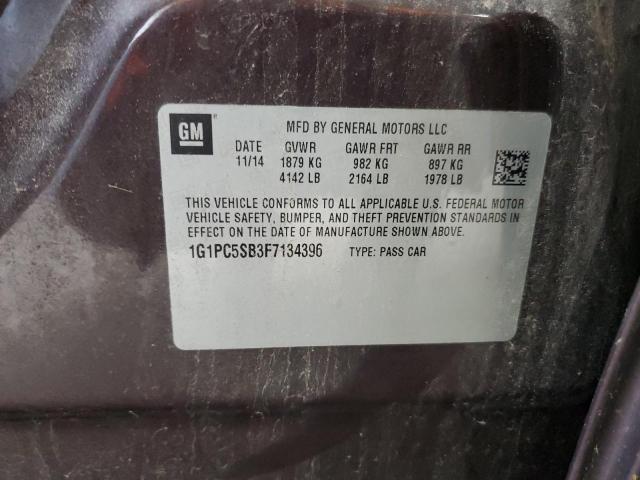 GM
MFD BY GENERAL MOTORS LLC
DATE GVWR GAWR FRT GAWR RR
11/14 1879 KG 982 KG 897 KG
4142 LB 2164 LB 1978 LB
THIS VEHICLE CONFORMS TO ALL APPLICABLE U.S. FEDERAL MOTOR
VEHICLE SAFETY, BUMPER, AND THEFT PREVENTION STANDARDS IN
EFFECT ON THE DATE OF MANUFACTURE SHOWN ABOVE.
1G1PC5SB3F7134396 TYPE: PASS CAR